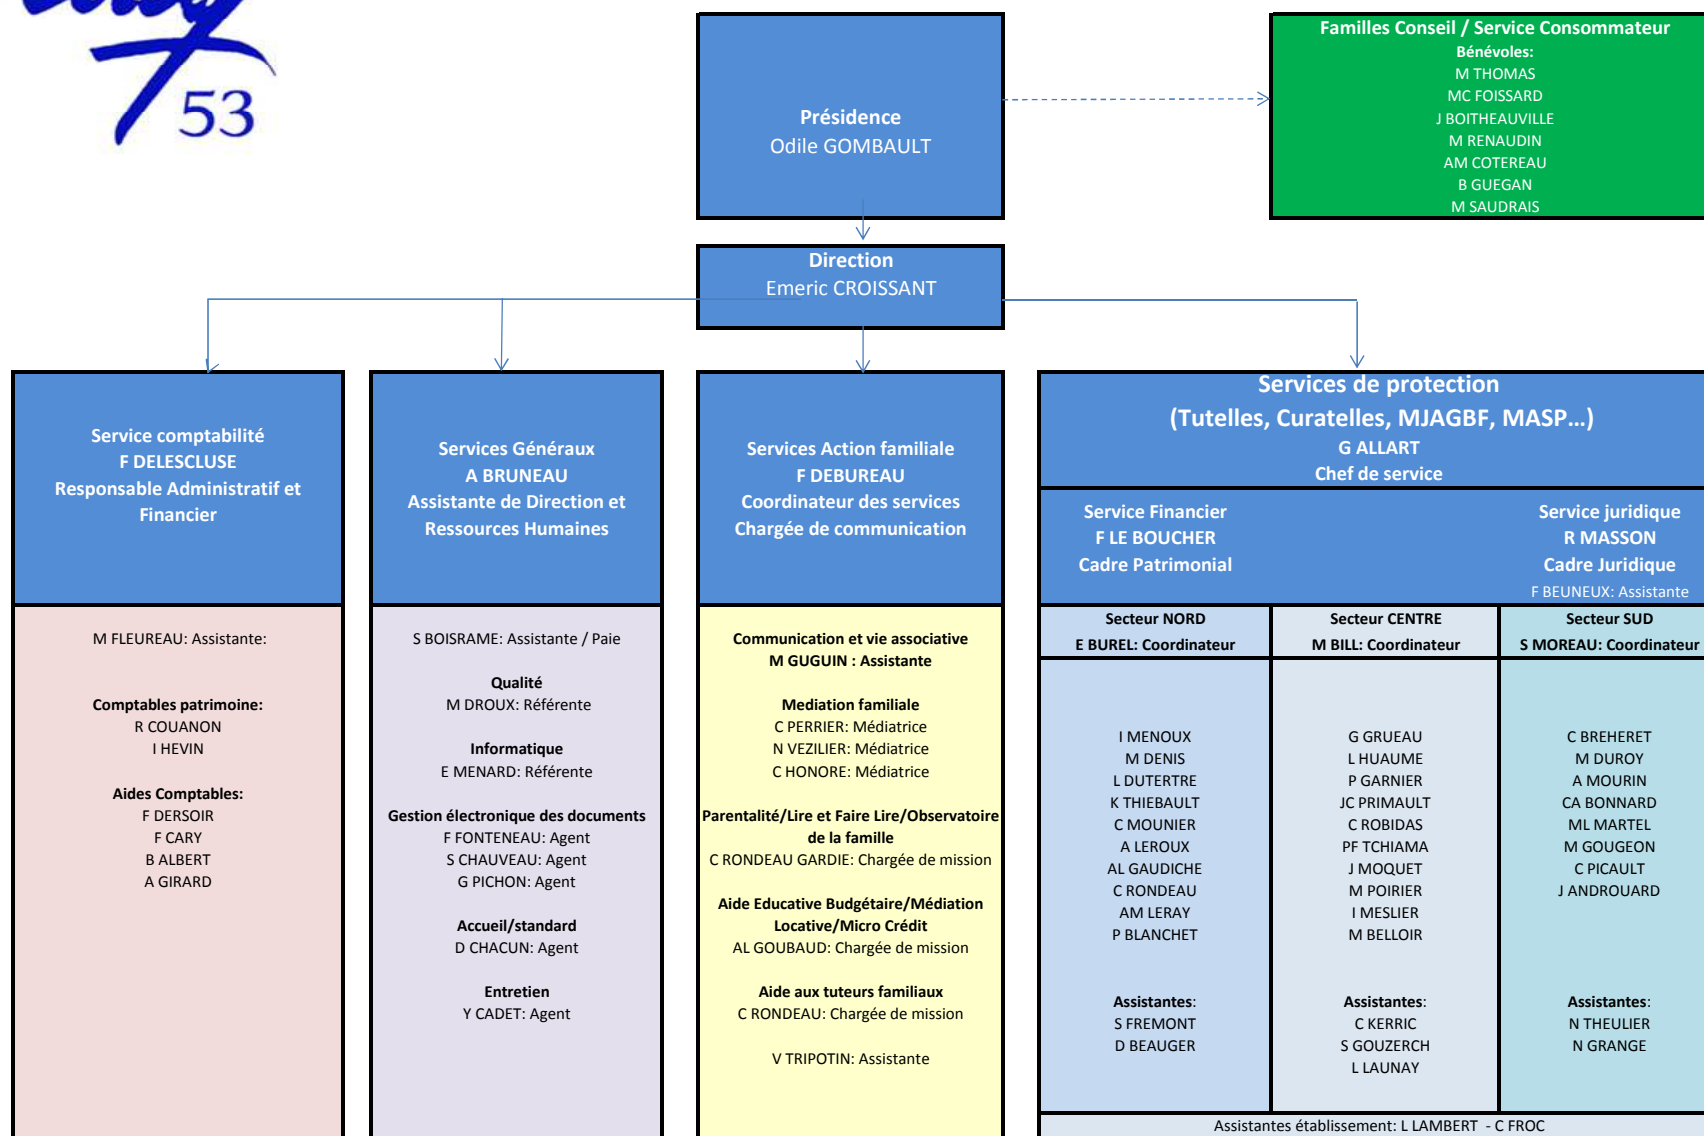 53
Présidence
Odile GOMBAULT
Familles Conseil / Service Consommateur
Bénévoles:
M THOMAS
MC FOISSARD
J BOITHEAUVILLE
M RENAUDIN
AM COTEREAU
B GUEGAN
M SAUDRAIS
Direction
Emeric CROISSANT
Service comptabilité
F DELESCLUSE
Responsable Administratif et
Financier
M FLEUREAU: Assistante:
Comptables patrimoine:
R COUANON
I HEVIN
Aides Comptables:
F DERSOIR
F CARY
B ALBERT
A GIRARD
Services Généraux
A BRUNEAU
Assistante de Direction et
Ressources Humaines
S BOISRAME: Assistante / Paie
Qualité
M DROUX: Référente
Informatique
E MENARD: Référente
Gestion électronique des documents
F FONTENEAU: Agent
S CHAUVEAU: Agent
G PICHON: Agent
Accueil/standard
D CHACUN: Agent
Entretien
Y CADET: Agent
Services Action familiale
F DEBUREAU
Coordinateur des services
Chargée de communication
Communication et vie associative
M GUGUIN : Assistante
Mediation familiale
C PERRIER: Médiatrice
N VEZILIER: Médiatrice
C HONORE: Médiatrice
Parentalité/Lire et Faire Lire/Observatoire
de la famille
C RONDEAU GARDIE: Chargée de mission
Aide Educative Budgétaire/Médiation
Locative/Micro Crédit
AL GOUBAUD: Chargée de mission
Aide aux tuteurs familiaux
C RONDEAU: Chargée de mission
V TRIPOTIN: Assistante
Services de protection
(Tutelles, Curatelles, MJAGBF, MASP...)
G ALLART
Chef de service
Service Financier
F LE BOUCHER
Cadre Patrimonial
Service juridique
R MASSON
Cadre Juridique
F BEUNEUX: Assistante
Secteur NORD
E BUREL: Coordinateur
I MENOUX
M DENIS
L DUTERTRE
K THIEBAULT
C MOUNIER
A LEROUX
AL GAUDICHE
C RONDEAU
AM LERAY
P BLANCHET
Assistantes:
S FREMONT
D BEAUGER
Secteur CENTRE
M BILL: Coordinateur
G GRUEAU
L HUAUME
P GARNIER
JC PRIMAULT
C ROBIDAS
PF TCHIAMA
J MOQUET
M POIRIER
I MESLIER
M BELLOIR
Assistantes:
C KERRIC
S GOUZERCH
L LAUNAY
Secteur SUD
S MOREAU: Coordinateur
C BREHERET
M DUROY
A MOURIN
CA BONNARD
ML MARTEL
M GOUGEON
C PICAULT
J ANDROUARD
Assistantes:
N THEULIER
N GRANGE
Assistantes établissement: L LAMBERT - C FROC